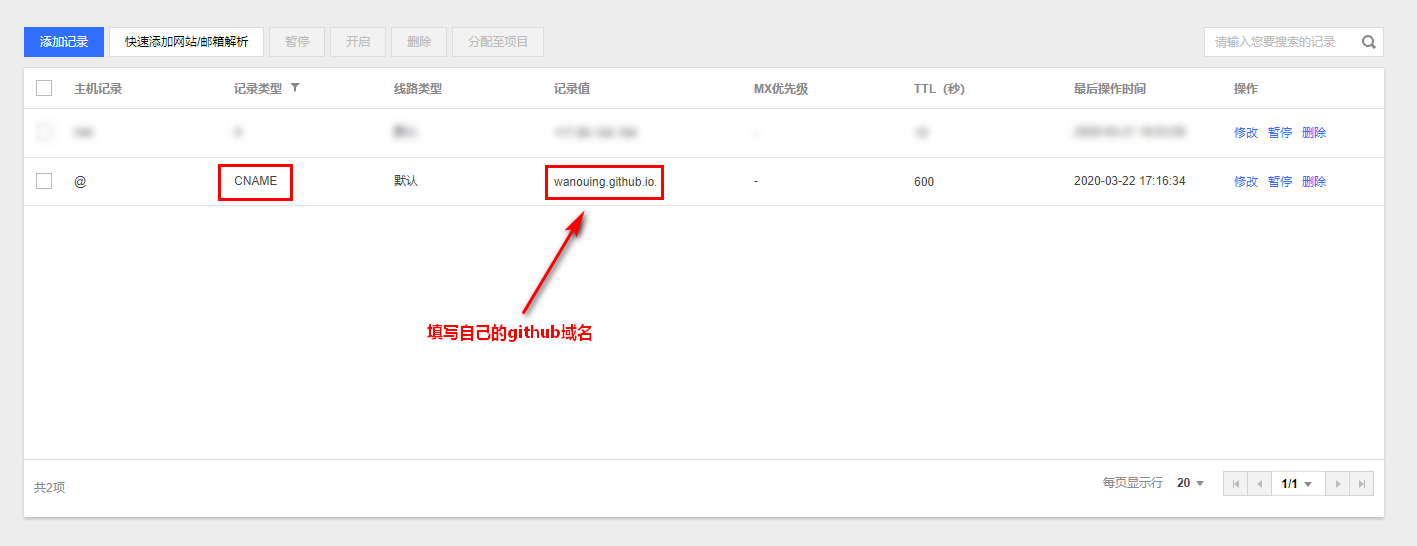 添加记录 快速添加网站/邮箱解析 暂停 开启 删除 分配至项目 请输入您要搜索的记录
主机记录 记录类型 线路类型 记录值 MX优先级 TTL（秒） 最后操作时间 操作
修改 暂停 删除
@ CNAME 默认 wanouing.github.io. - 600 2020-03-22 17:16:34 修改 暂停 删除
填写自己的github域名
共2项 每页显示行 20 1/1